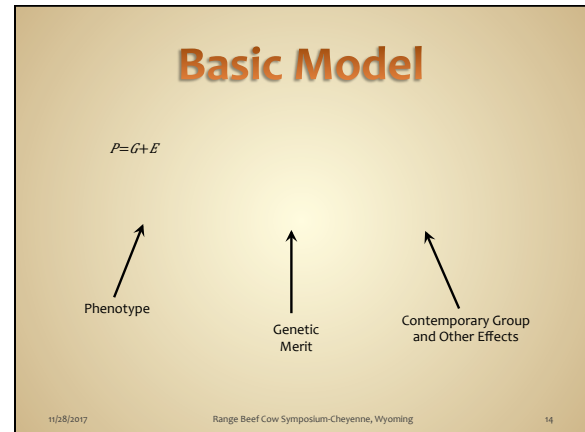 Basic Model
P=G+E
Phenotype
Genetic
Merit
Contemporary Group
and Other Effects
11/28/2017
Range Beef Cow Symposium-Cheyenne, Wyoming
14